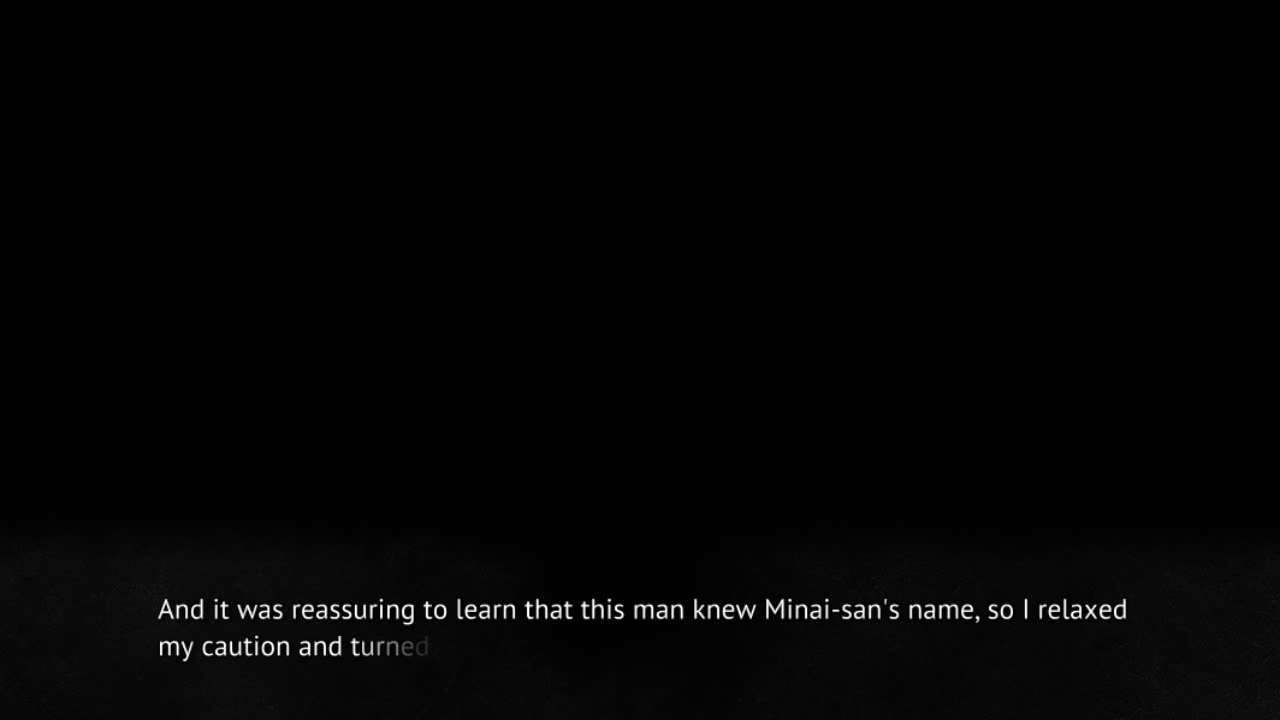 And it was reassuring to learn that this man knew Minai-san's name, so I relaxed
my caution and turned